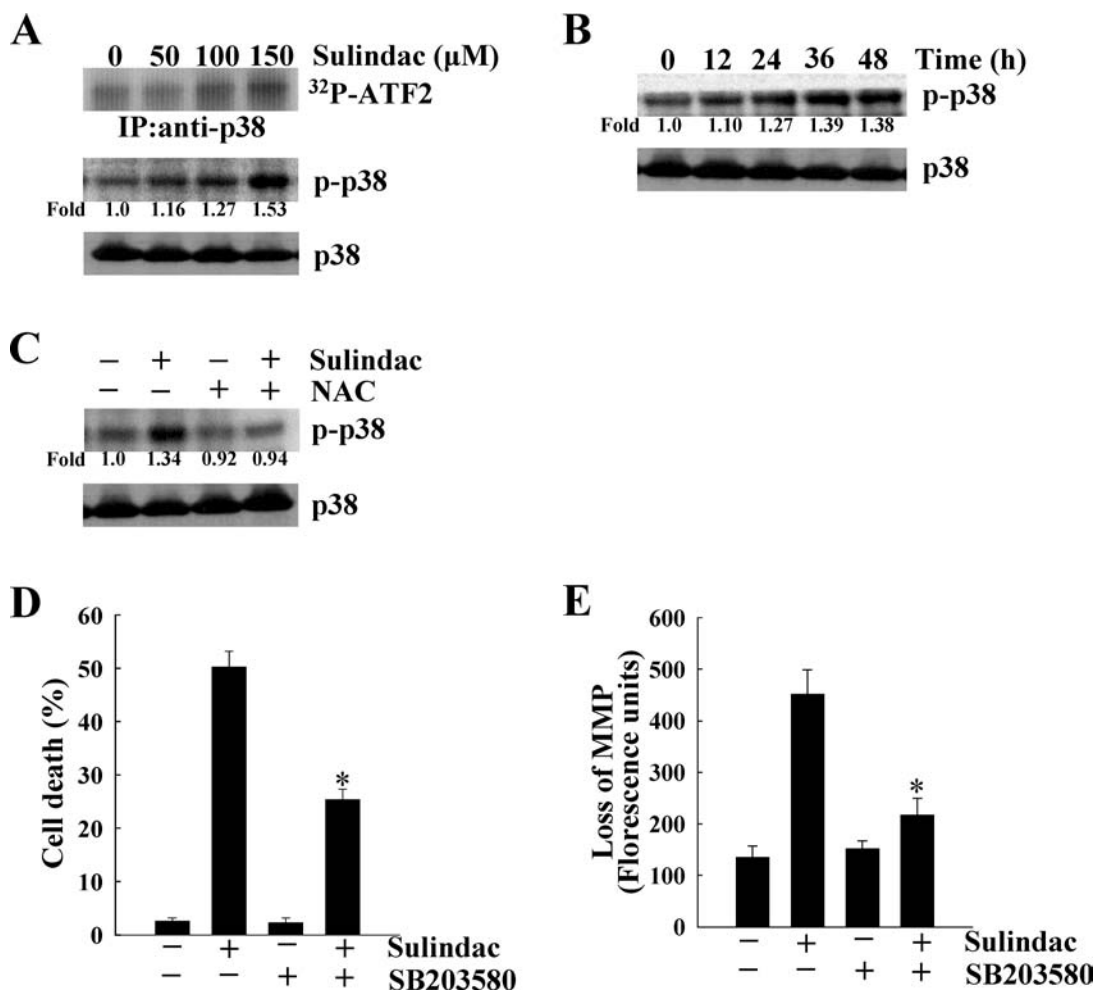 A
0 50 100 150 Sulindac (μM)
³²P-ATF2
IP:anti-p38
p-p38
Fold 1.0 1.16 1.27 1.53
p38
B
0 12 24 36 48 Time (h)
p-p38
Fold 1.0 1.10 1.27 1.39 1.38
p38
C
− + − + Sulindac
− − + + NAC
p-p38
Fold 1.0 1.34 0.92 0.94
p38
D
Cell death (%)
60
50
40
30
20
10
0
*
− + − + Sulindac
− − + + SB203580
E
Loss of MMP
(Florescence units)
600
500
400
300
200
100
0
*
− + − + Sulindac
− − + + SB203580